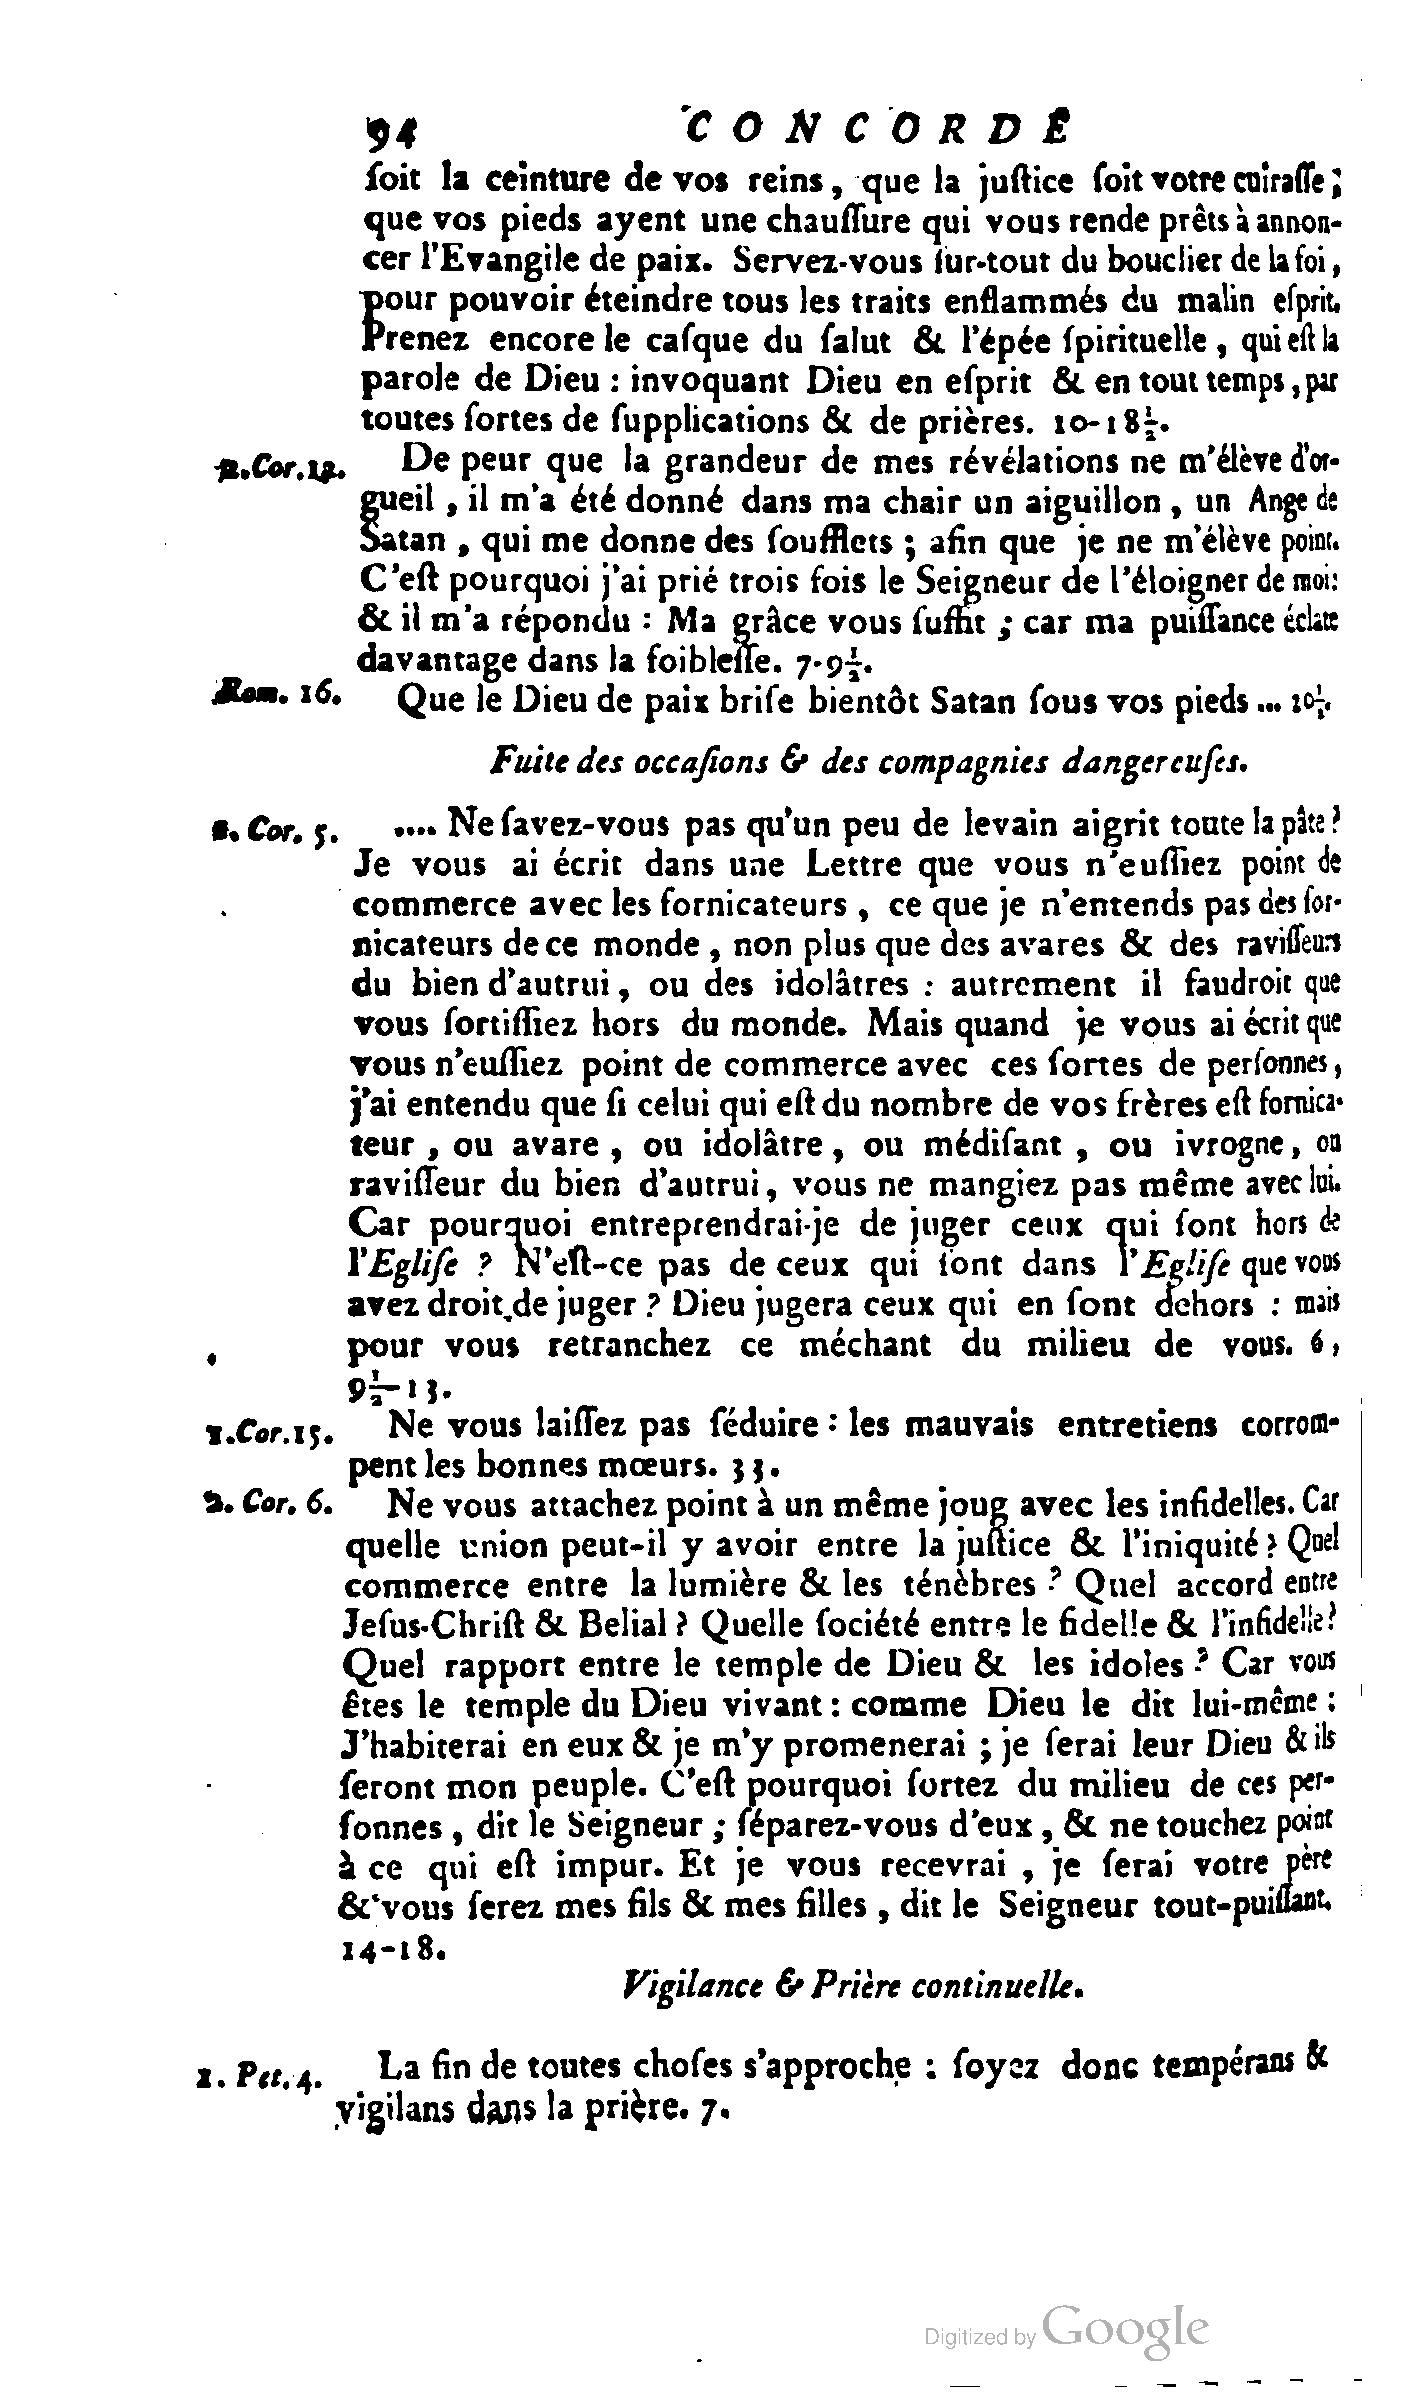 94 CONCORDE
ſoit la ceinture de vos reins, que la juſtice ſoit votre cuiraſſe;
que vos pieds ayent une chauſſure qui vous rende prêts à annon-
cer l'Evangile de paix. Servez-vous ſur-tout du bouclier de la foi,
pour pouvoir éteindre tous les traits enflammés du malin eſprit.
Prenez encore le caſque du ſalut & l'épée ſpirituelle, qui eſt la
parole de Dieu : invoquant Dieu en eſprit & en tout temps, par
toutes ſortes de ſupplications & de prières. 10-18½.
2. Cor. 12. De peur que la grandeur de mes révélations ne m'élève d'or-
gueil, il m'a été donné dans ma chair un aiguillon, un Ange de
Satan, qui me donne des ſoufflets ; afin que je ne m'élève point.
C'eſt pourquoi j'ai prié trois fois le Seigneur de l'éloigner de moi:
& il m'a répondu : Ma grâce vous ſuffit ; car ma puiſſance éclate
davantage dans la foibleſſe. 7-9½.
Rom. 16. Que le Dieu de paix briſe bientôt Satan ſous vos pieds ... 20½.
Fuite des occaſions & des compagnies dangereuſes.
1. Cor. 5. .... Ne ſavez-vous pas qu'un peu de levain aigrit toute la pâte?
Je vous ai écrit dans une Lettre que vous n'euſſiez point de
commerce avec les fornicateurs, ce que je n'entends pas des for-
nicateurs de ce monde, non plus que des avares & des raviſſeurs
du bien d'autrui, ou des idolâtres : autrement il faudroit que
vous ſortiſſiez hors du monde. Mais quand je vous ai écrit que
vous n'euſſiez point de commerce avec ces ſortes de perſonnes,
j'ai entendu que ſi celui qui eſt du nombre de vos frères eſt fornica-
teur, ou avare, ou idolâtre, ou médiſant, ou ivrogne, ou
raviſſeur du bien d'autrui, vous ne mangiez pas même avec lui.
Car pourquoi entreprendrai-je de juger ceux qui ſont hors de
l'Egliſe ? N'eſt-ce pas de ceux qui ſont dans l'Egliſe que vous
avez droit de juger ? Dieu jugera ceux qui en ſont dehors : mais
pour vous retranchez ce méchant du milieu de vous. 6,
9½-13.
1. Cor. 15. Ne vous laiſſez pas ſéduire : les mauvais entretiens corrom-
pent les bonnes mœurs. 33.
2. Cor. 6. Ne vous attachez point à un même joug avec les infidelles. Car
quelle union peut-il y avoir entre la juſtice & l'iniquité ? Quel
commerce entre la lumière & les ténèbres ? Quel accord entre
Jeſus-Chriſt & Belial ? Quelle ſociété entre le fidelle & l'infidelle?
Quel rapport entre le temple de Dieu & les idoles ? Car vous
êtes le temple du Dieu vivant : comme Dieu le dit lui-même :
J'habiterai en eux & je m'y promenerai ; je ſerai leur Dieu & ils
ſeront mon peuple. C'eſt pourquoi ſortez du milieu de ces per-
ſonnes, dit le Seigneur ; ſéparez-vous d'eux, & ne touchez point
à ce qui eſt impur. Et je vous recevrai, je ſerai votre père
& vous ſerez mes fils & mes filles, dit le Seigneur tout-puiſſant.
14-18.
Vigilance & Prière continuelle.
1. Pet. 4. La fin de toutes choſes s'approche : ſoyez donc tempérans &
vigilans dans la prière. 7.
Digitized by Google